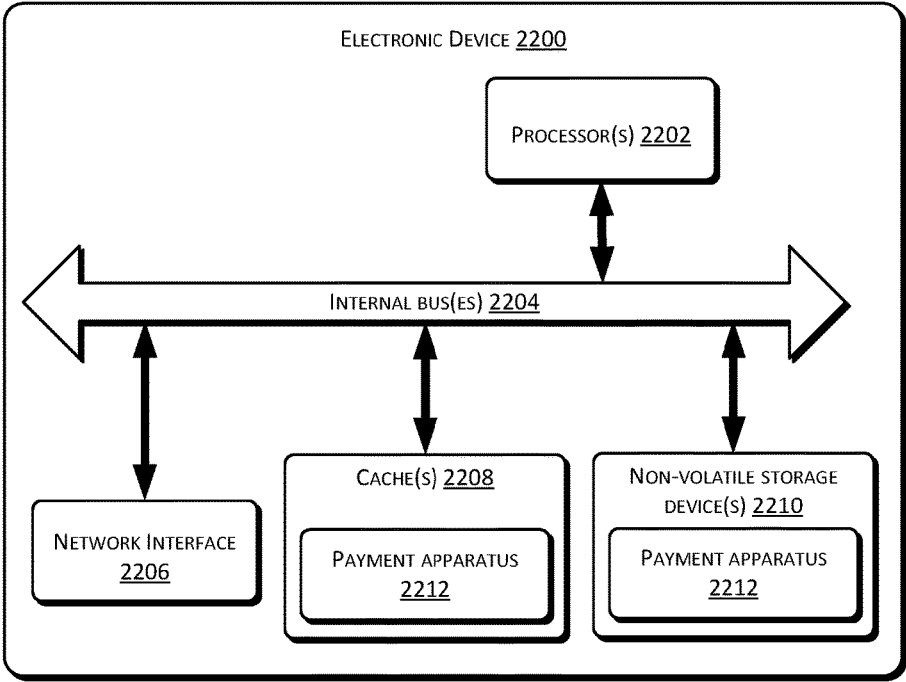 Electronic Device 2200
Processor(s) 2202
Internal bus(es) 2204
Cache(s) 2208
Non-volatile storage
device(s) 2210
Network Interface
2206
Payment apparatus
2212
Payment apparatus
2212